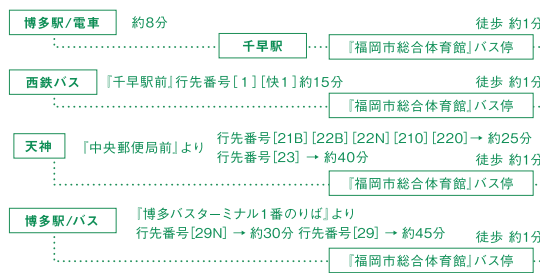 博多駅/電車 約8分
千早駅
徒歩 約1分
『福岡市総合体育館』バス停
西鉄バス 『千早駅前』行先番号[1][快1]約15分
徒歩 約1分
『福岡市総合体育館』バス停
天神 『中央郵便局前』より
行先番号[21B][22B][22N][210][220]→ 約25分
行先番号[23] → 約40分
徒歩 約1分
『福岡市総合体育館』バス停
博多駅/バス
『博多バスターミナル1番のりば』より
行先番号[29N] → 約30分 行先番号[29] → 約45分
徒歩 約1分
『福岡市総合体育館』バス停